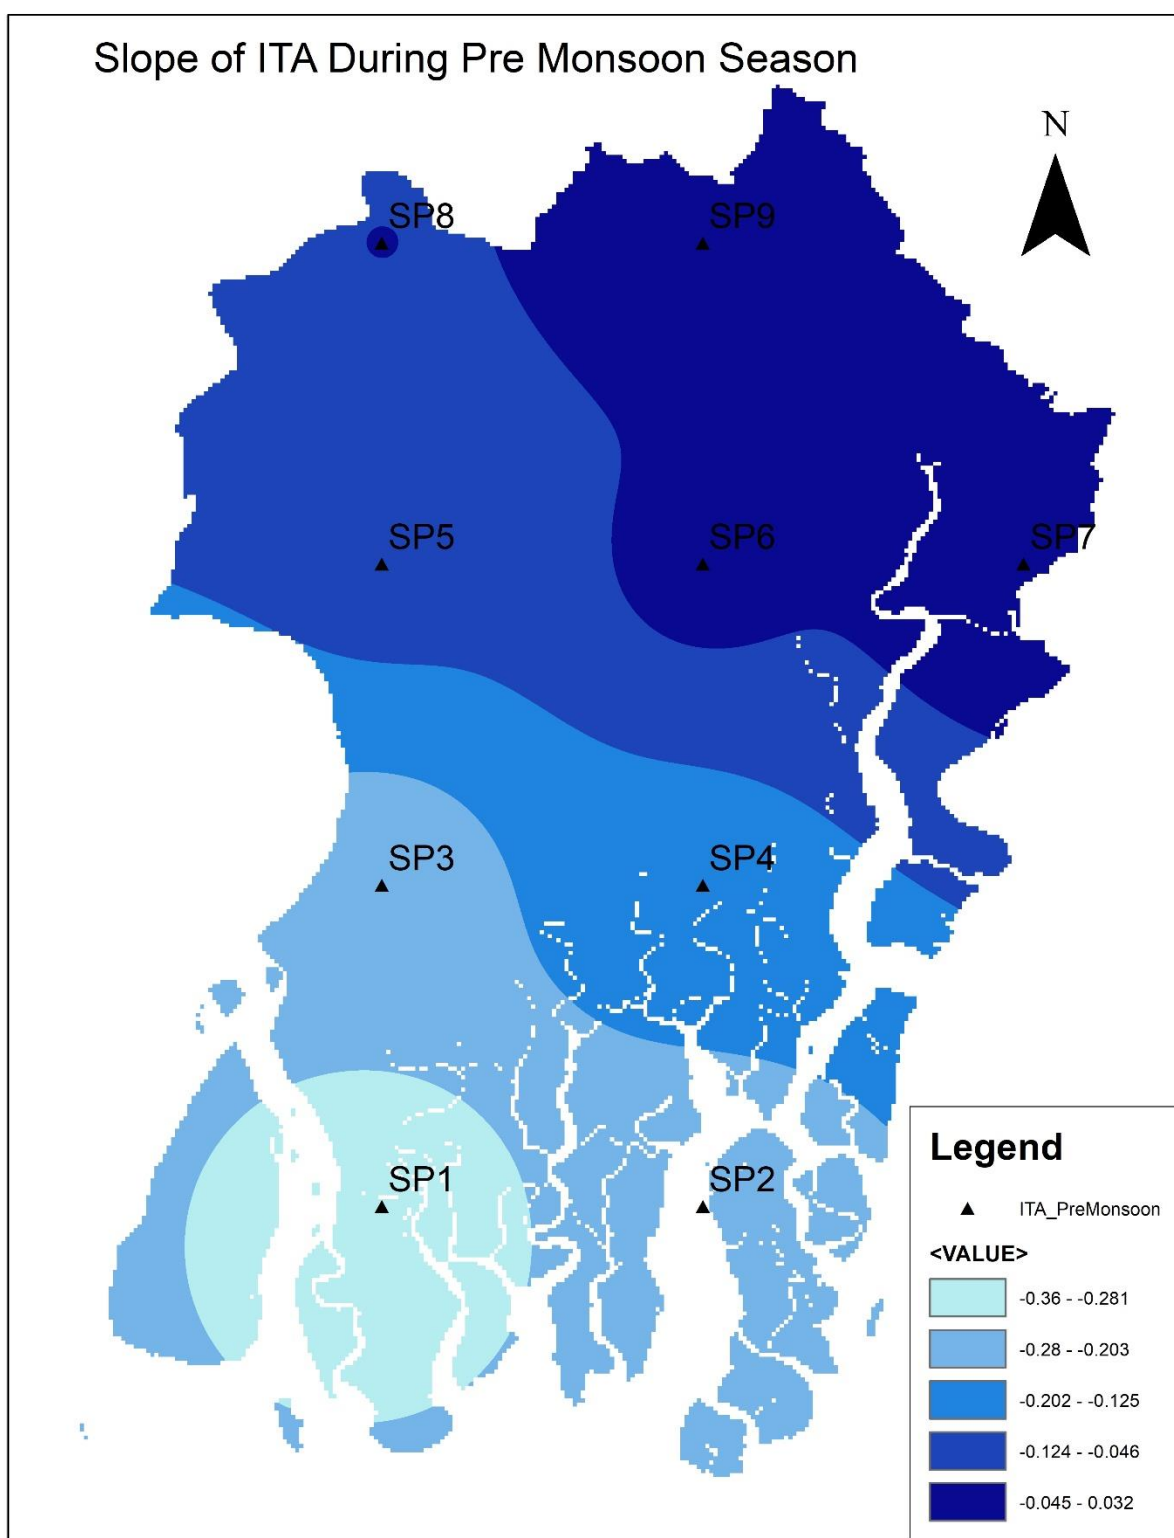 Slope of ITA During Pre Monsoon Season
N
SP8
SP9
SP5
SP6
SP7
SP3
SP4
SP1
SP2
Legend
ITA_PreMonsoon
<VALUE>
-0.36 - -0.281
-0.28 - -0.203
-0.202 - -0.125
-0.124 - -0.046
-0.045 - 0.032